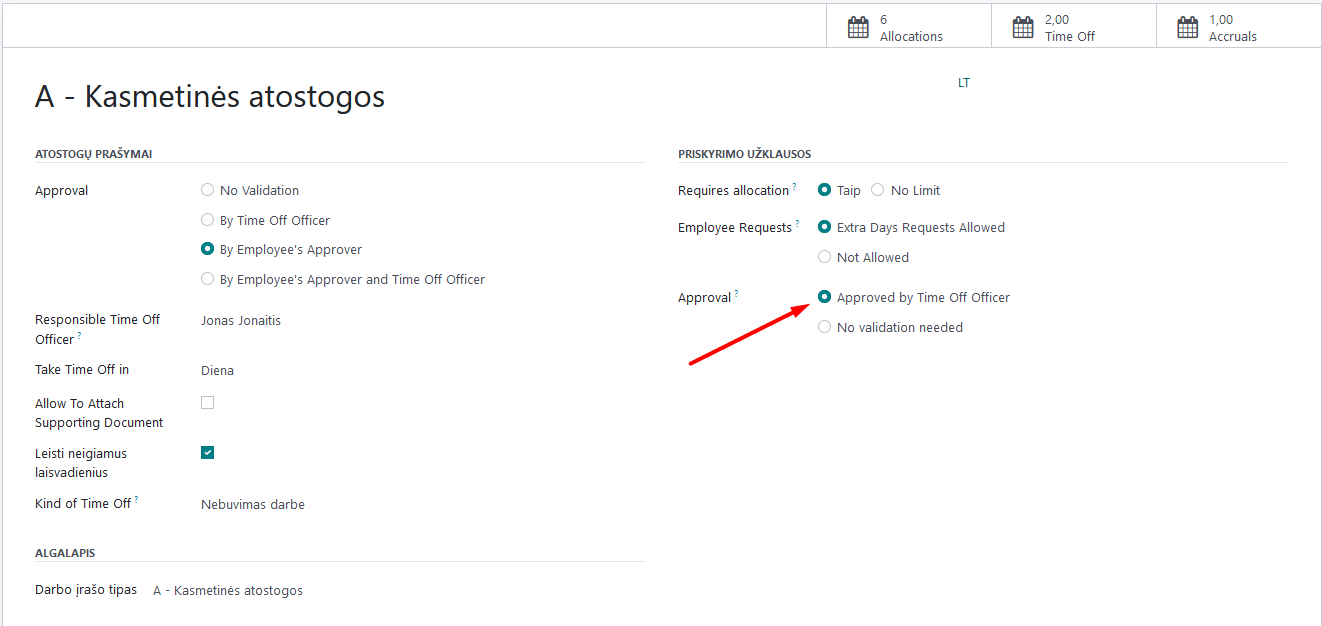 6
Allocations
2,00
Time Off
1,00
Accruals
A - Kasmetinės atostogos
LT
ATOSTOGŲ PRAŠYMAI
Approval
No Validation
By Time Off Officer
By Employee's Approver
By Employee's Approver and Time Off Officer
Responsible Time Off
Officer ?
Jonas Jonaitis
Take Time Off in
Diena
Allow To Attach
Supporting Document
Leisti neigiamus
laisvadienius
Kind of Time Off ?
Nebuvimas darbe
ALGALAPIS
Darbo įrašo tipas
A - Kasmetinės atostogos
PRISKYRIMO UŽKLAUSOS
Requires allocation ?
Taip
No Limit
Employee Requests ?
Extra Days Requests Allowed
Not Allowed
Approval ?
Approved by Time Off Officer
No validation needed